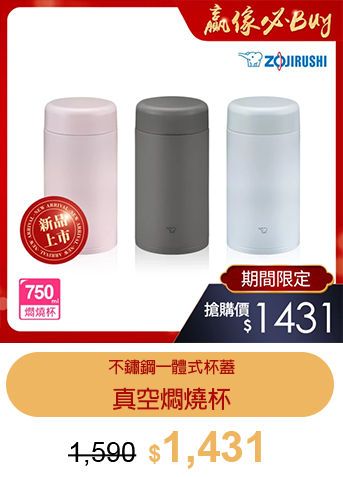 贏像必Buy
ZOJIRUSHI
NEW ARRIVAL
新品
上市
750ml
燜燒杯
期間限定
搶購價
$1431
不鏽鋼一體式杯蓋
真空燜燒杯
1,590 $1,431